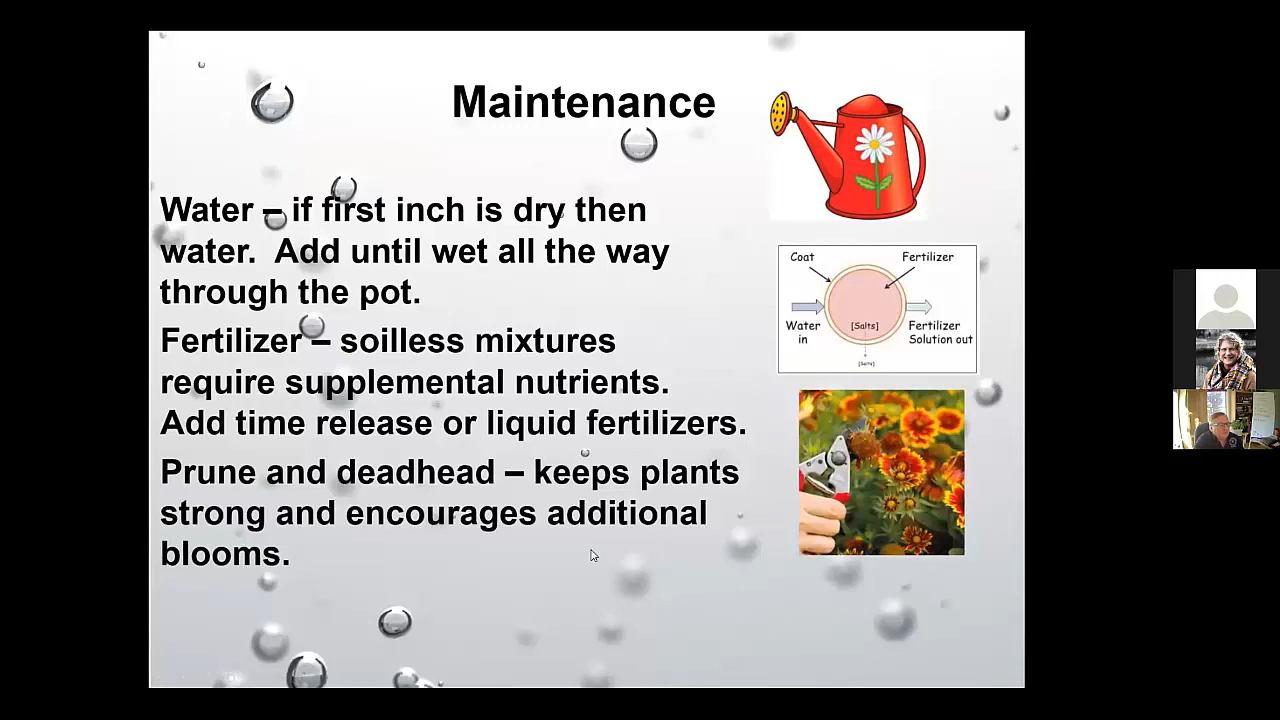 Maintenance
Water – if first inch is dry then
water.  Add until wet all the way
through the pot.
Fertilizer – soilless mixtures
require supplemental nutrients.
Add time release or liquid fertilizers.
Prune and deadhead – keeps plants
strong and encourages additional
blooms.
Coat
Fertilizer
[Salts]
Water
in
Fertilizer
Solution out
[Salts]